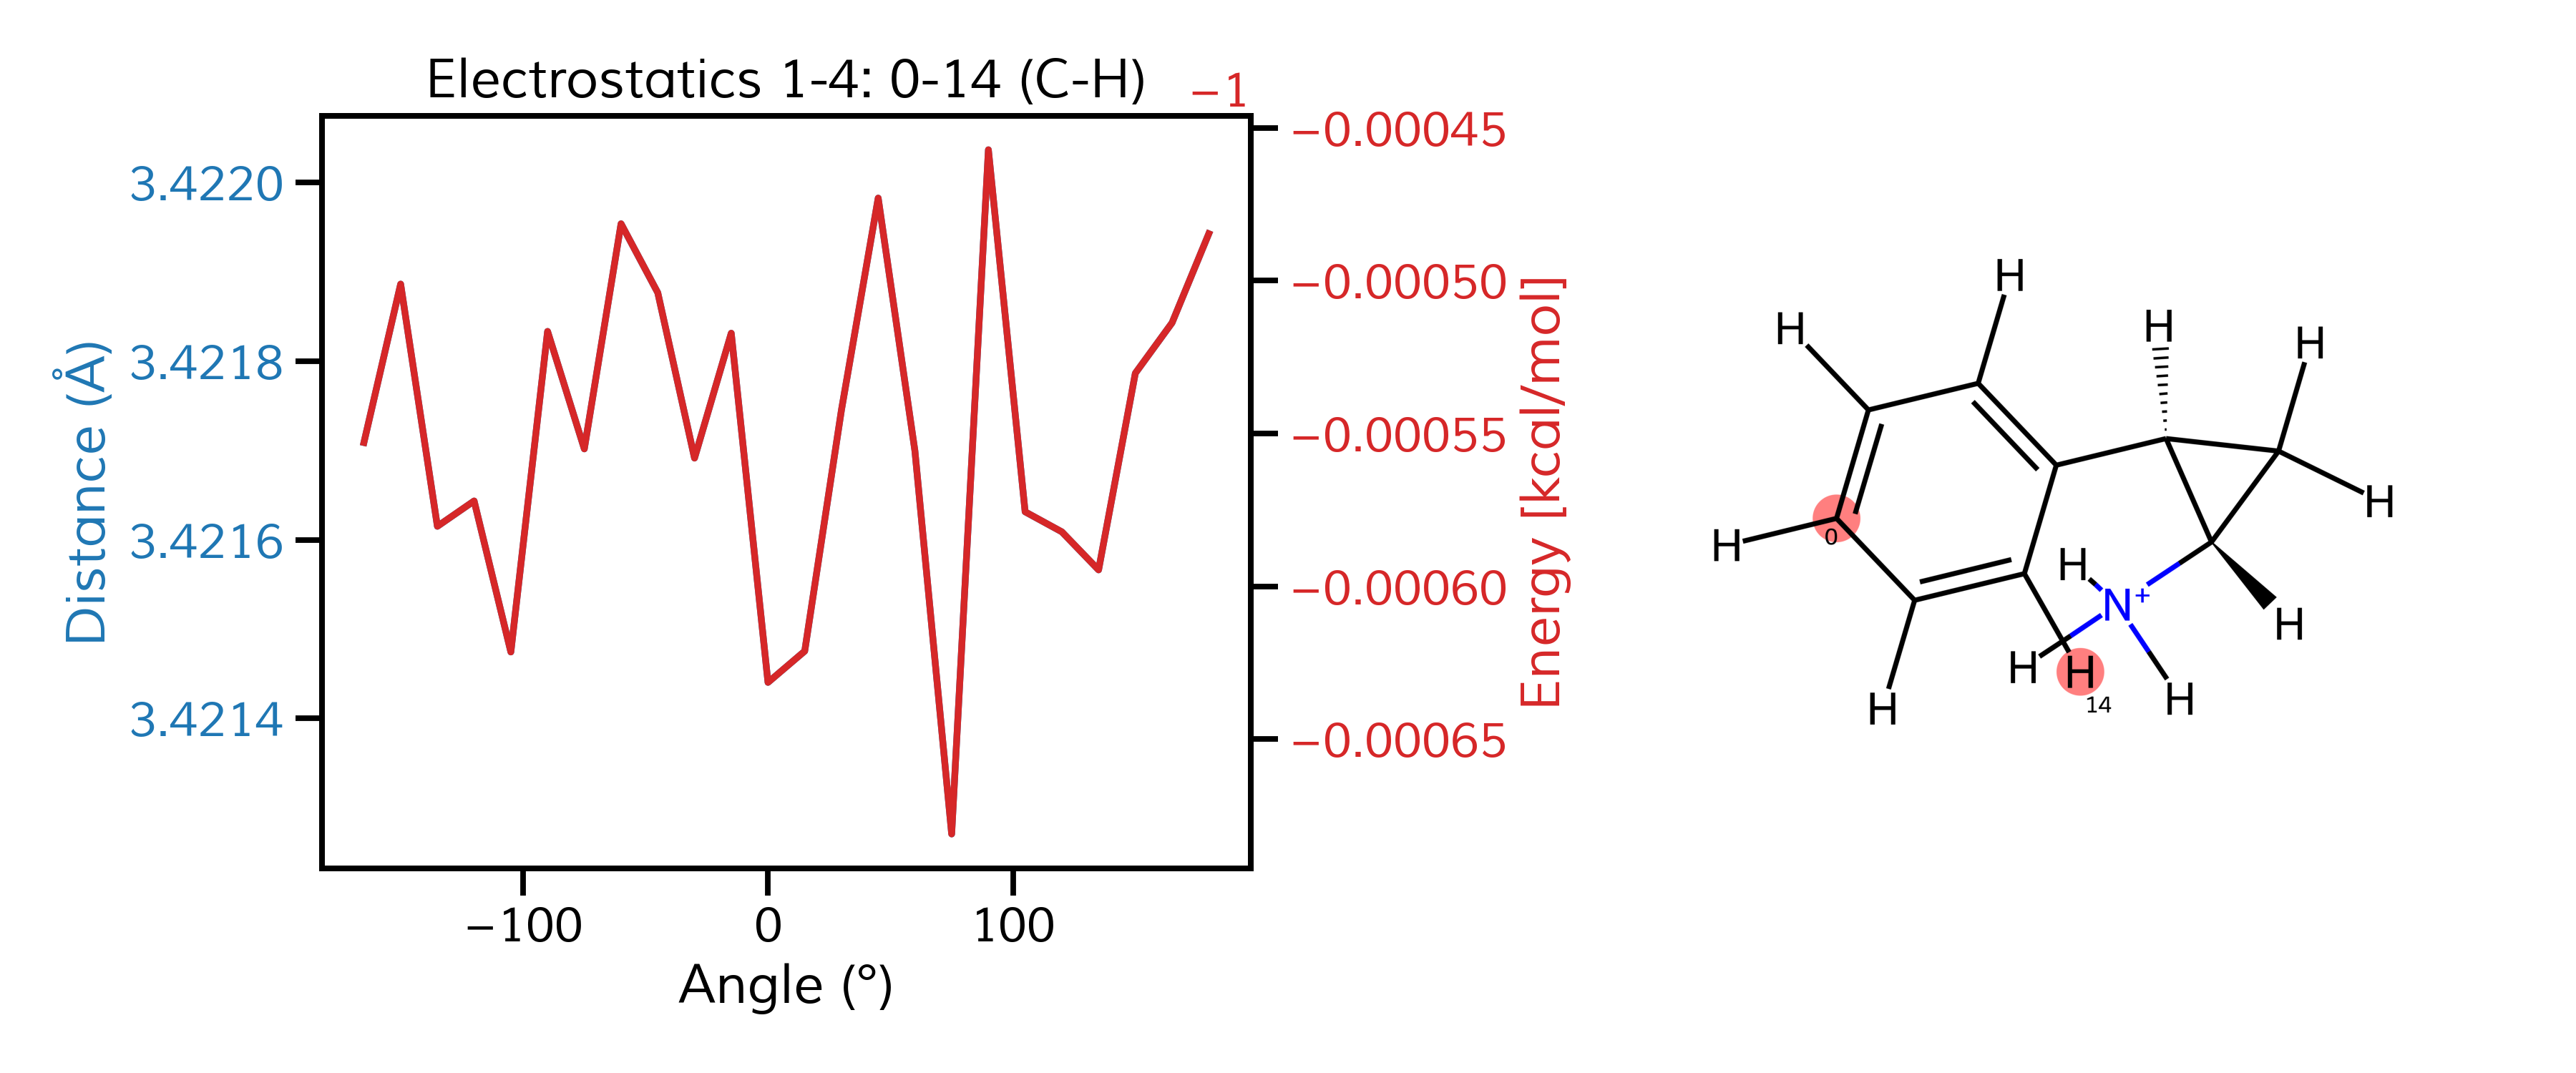 Electrostatics 1-4: 0-14 (C-H)
−1
Distance (Å)
3.4220
3.4218
3.4216
3.4214
−0.00045
−0.00050
−0.00055
−0.00060
−0.00065
Energy [kcal/mol]
−100
0
100
Angle (°)
H
H
H
H
H
H
0
H
N+
H
H
H
14
H
H